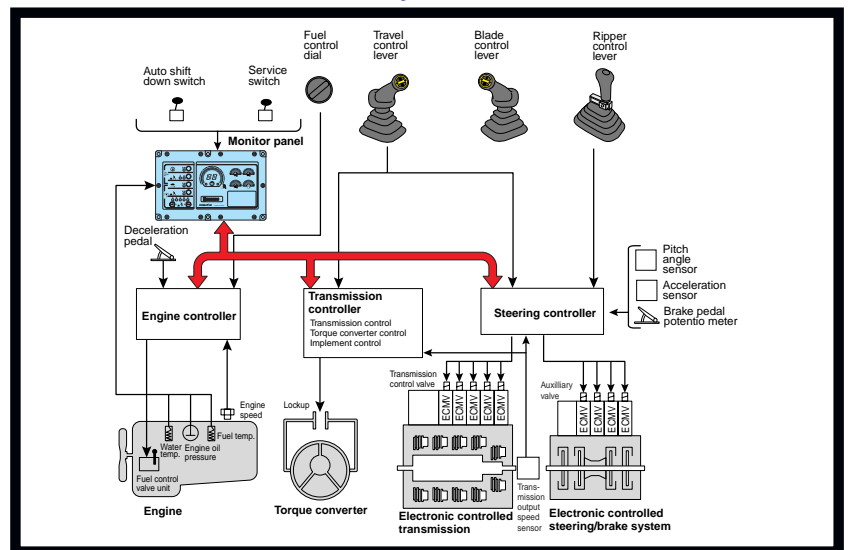 Fuel
control
dial
Travel
control
lever
Blade
control
lever
Ripper
control
lever
Auto shift
down switch
Service
switch
Monitor panel
Deceleration
pedal
Pitch
angle
sensor
Acceleration
sensor
Brake pedal
potentio meter
Engine controller
Transmission
controller
Transmission control
Torque converter control
Implement control
Steering controller
Transmission
control valve
ECMV
ECMV
ECMV
ECMV
ECMV
Auxilliary
valve
ECMV
ECMV
ECMV
ECMV
Engine
speed
Lockup
Water
temp.
Engine oil
pressure
Fuel temp.
Fuel control
valve unit
Engine
Torque converter
Electronic controlled
transmission
Trans-
mission
output
speed
sensor
Electronic controlled
steering/brake system